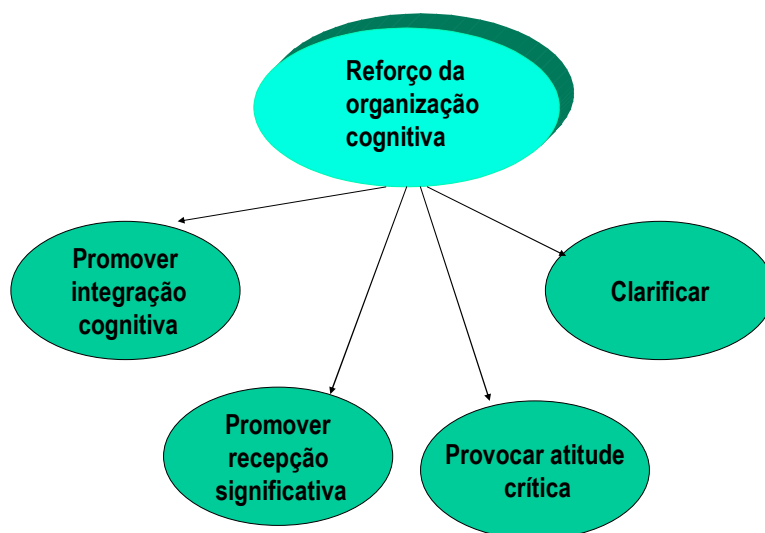 Reforço da
organização
cognitiva
Promover
integração
cognitiva
Clarificar
Promover
recepção
significativa
Provocar atitude
crítica